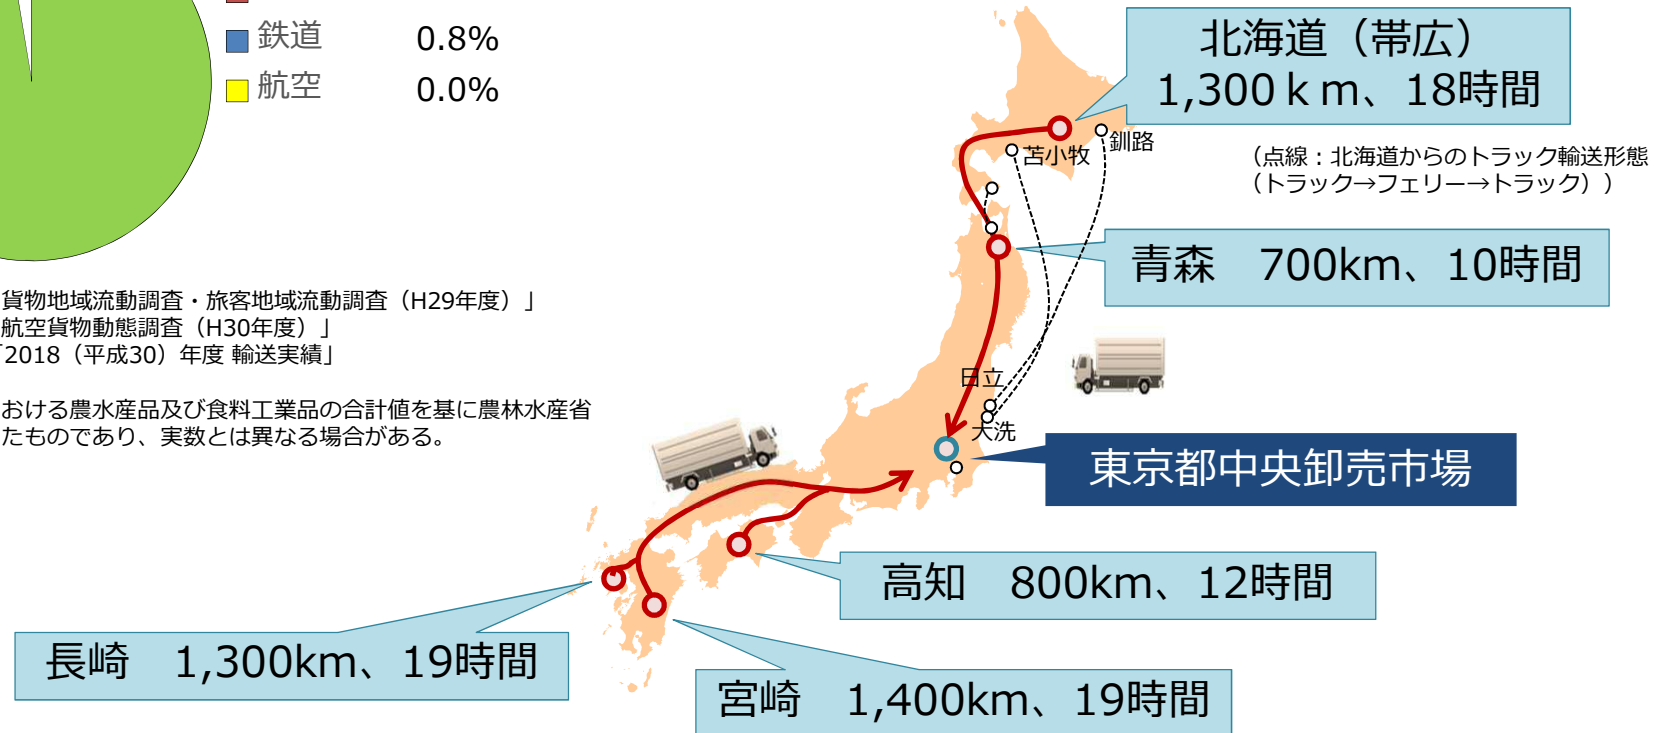 鉄道 0.8%
航空 0.0%
北海道（帯広）
1,300ｋｍ、18時間
釧路
苫小牧
（点線：北海道からのトラック輸送形態
（トラック→フェリー→トラック））
青森　700km、10時間
貨物地域流動調査・旅客地域流動調査（H29年度）」
航空貨物動態調査（H30年度）」
「2018（平成30）年度 輸送実績」
おける農水産品及び食料工業品の合計値を基に農林水産省
たものであり、実数とは異なる場合がある。
日立
大洗
東京都中央卸売市場
高知　800km、12時間
長崎　1,300km、19時間
宮崎　1,400km、19時間